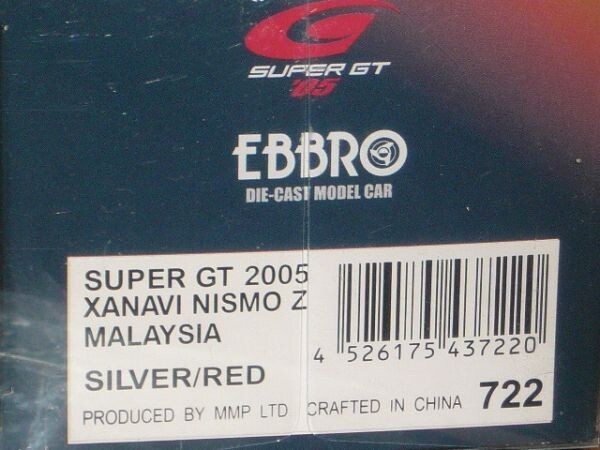 SUPER GT
'05
EBBRO
DIE-CAST MODEL CAR
SUPER GT 2005
XANAVI NISMO Z
MALAYSIA
SILVER/RED
4 526175 437220
PRODUCED BY MMP LTD CRAFTED IN CHINA 722